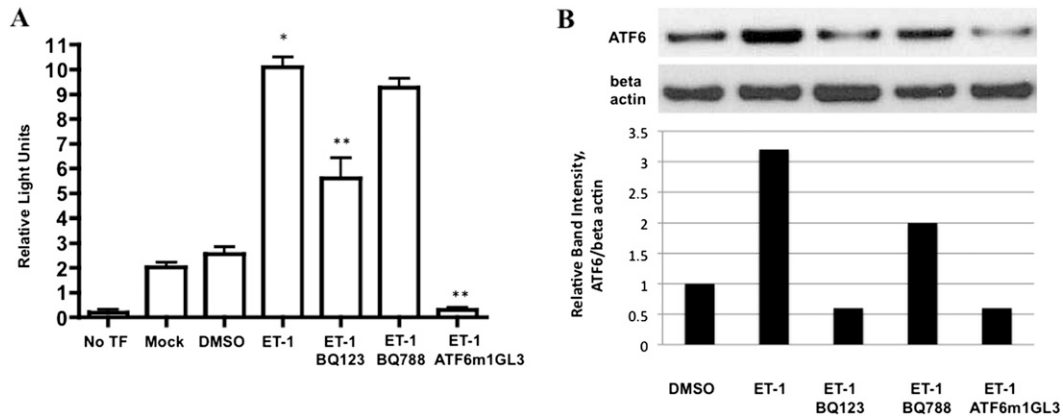 A
Relative Light Units
11
10
9
8
7
6
5
4
3
2
1
0
*
**
**
No TF
Mock
DMSO
ET-1
ET-1
BQ123
ET-1
BQ788
ET-1
ATF6m1GL3
B
ATF6
beta
actin
Relative Band Intensity,
ATF6/beta actin
3.5
3
2.5
2
1.5
1
0.5
0
DMSO
ET-1
ET-1
BQ123
ET-1
BQ788
ET-1
ATF6m1GL3